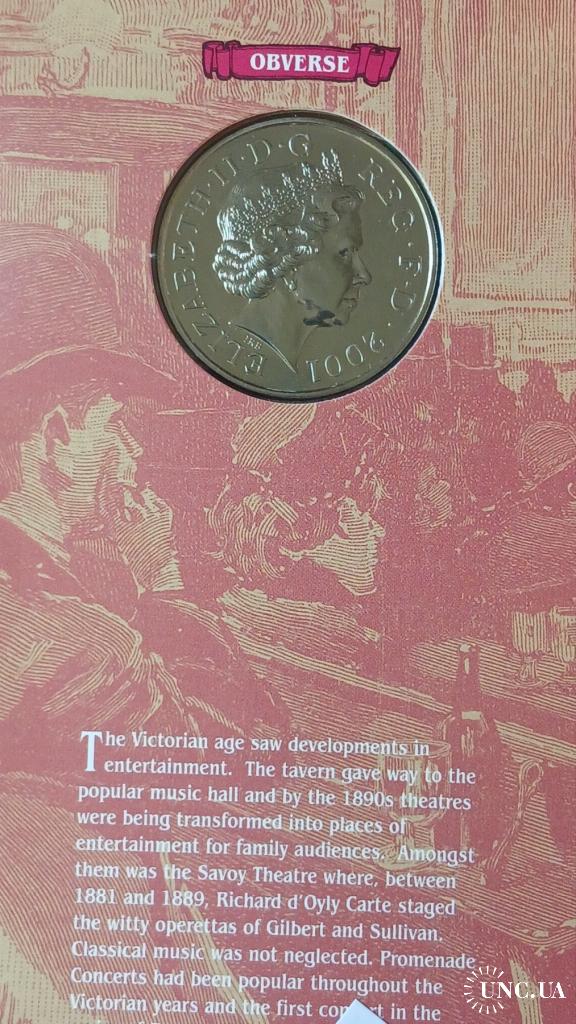 OBVERSE
ELIZABETH·II·D·G REG·F·D·2001
IRB
The Victorian age saw developments in
entertainment. The tavern gave way to the
popular music hall and by the 1890s theatres
were being transformed into places of
entertainment for family audiences. Amongst
them was the Savoy Theatre where, between
1881 and 1889, Richard d'Oyly Carte staged
the witty operettas of Gilbert and Sullivan.
Classical music was not neglected. Promenade
Concerts had been popular throughout the
Victorian years and the first concert in the
UNC.UA